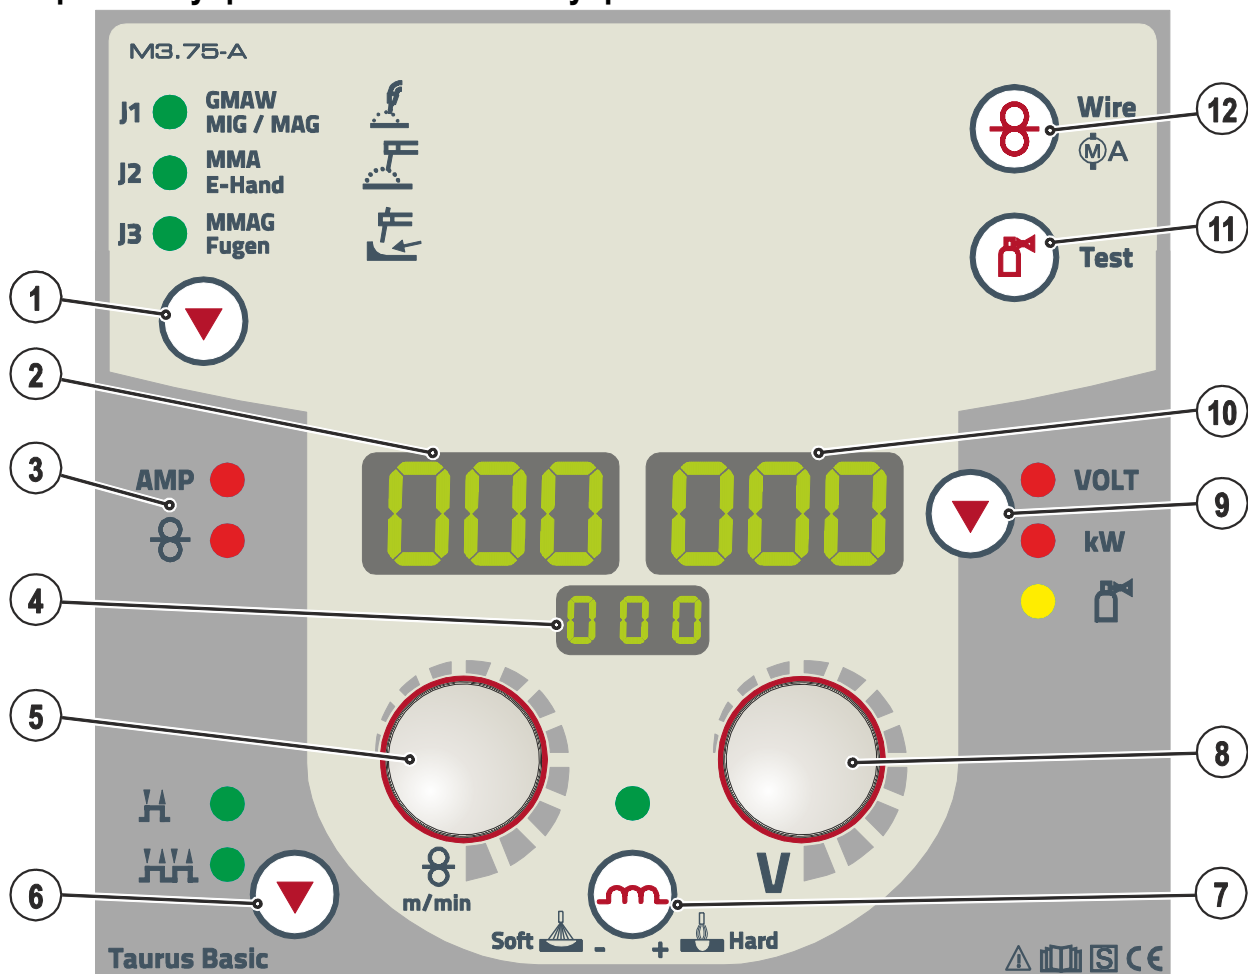 M3.75-A
J1 GMAW
MIG / MAG
J2 MMA
E-Hand
J3 MMAG
Fugen
Wire
M A
Test
12
11
1
2
10
3
AMP
000
000
VOLT
9
kW
4
000
5
8
6
m/min
V
7
Soft - + Hard
Taurus Basic
S CE